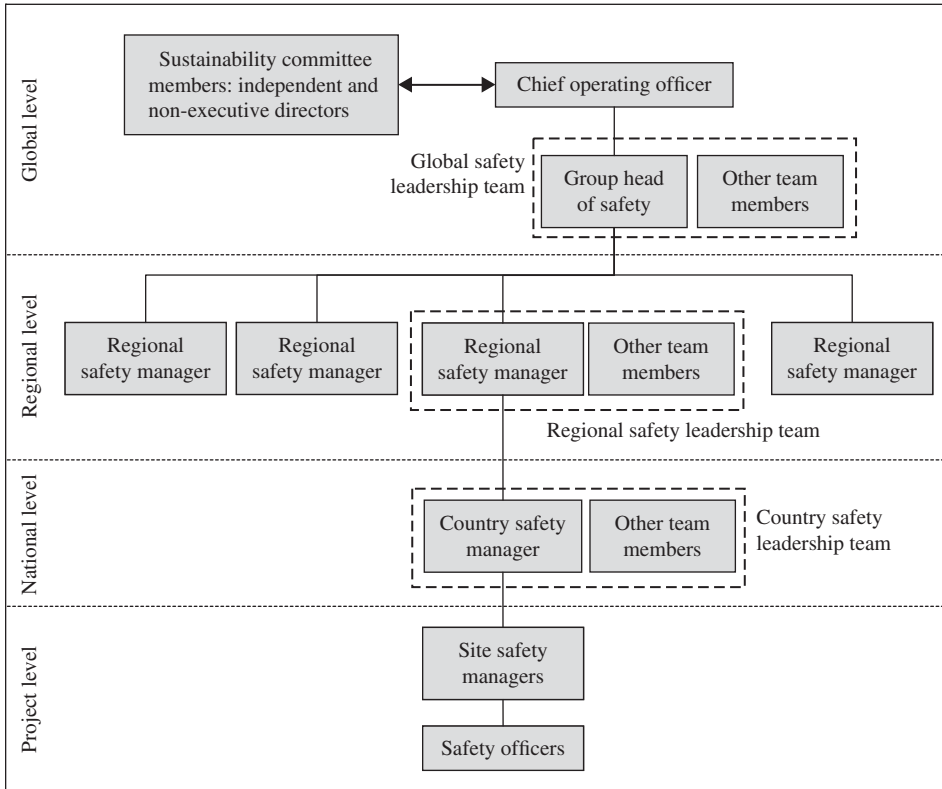 Global level
Sustainability committee
members: independent and
non-executive directors
Chief operating officer
Global safety
leadership team
Group head
of safety
Other team
members
Regional level
Regional
safety manager
Regional
safety manager
Regional
safety manager
Other team
members
Regional
safety manager
Regional safety leadership team
National level
Country safety
manager
Other team
members
Country safety
leadership team
Project level
Site safety
managers
Safety officers